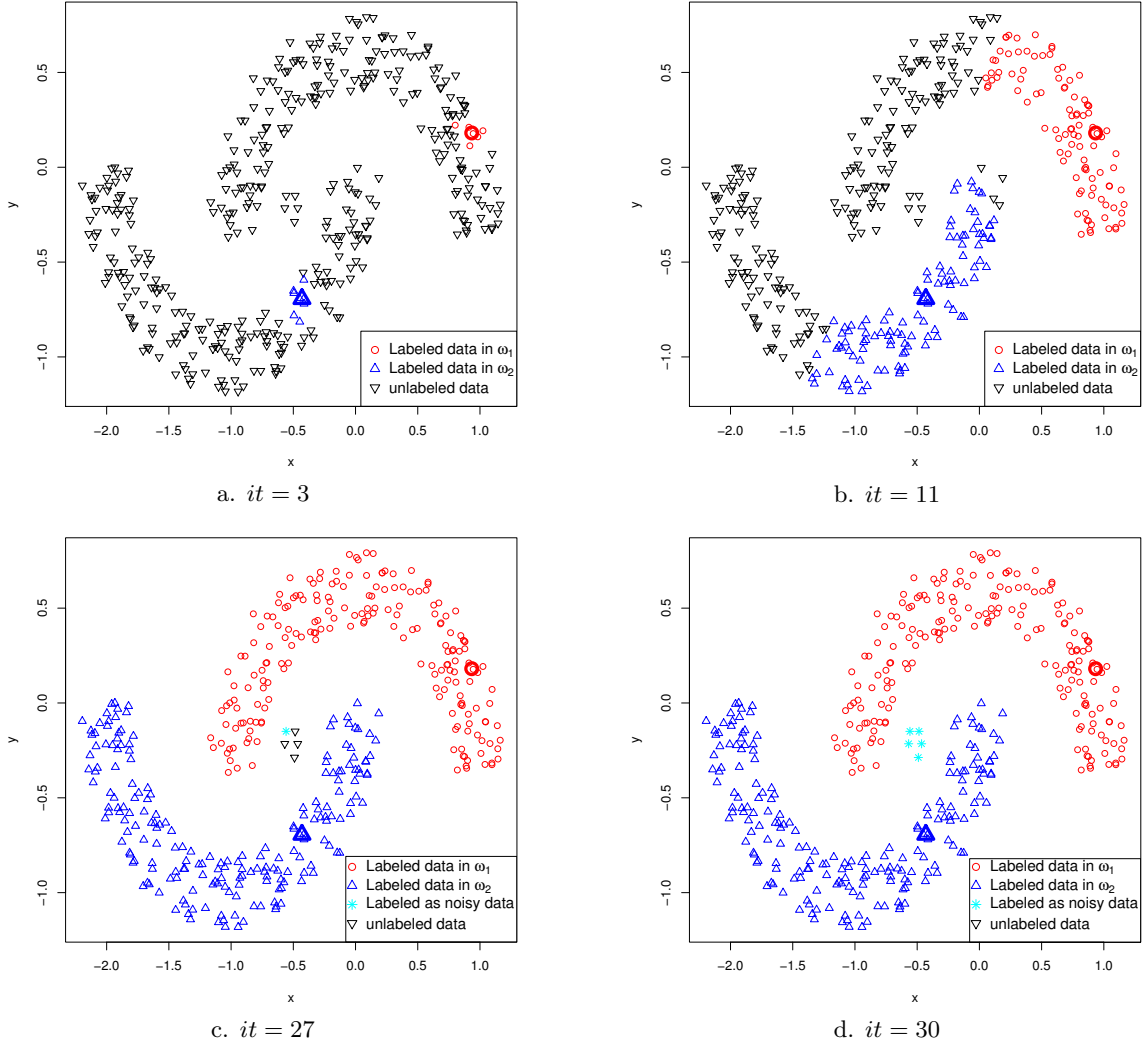 0.5
0.0
−0.5
−1.0
y
−2.0 −1.5 −1.0 −0.5 0.0 0.5 1.0
x
Labeled data in ω1
Labeled data in ω2
unlabeled data
a. it = 3
0.5
0.0
−0.5
−1.0
y
−2.0 −1.5 −1.0 −0.5 0.0 0.5 1.0
x
Labeled data in ω1
Labeled data in ω2
unlabeled data
b. it = 11
0.5
0.0
−0.5
−1.0
y
−2.0 −1.5 −1.0 −0.5 0.0 0.5 1.0
x
Labeled data in ω1
Labeled data in ω2
Labeled as noisy data
unlabeled data
c. it = 27
0.5
0.0
−0.5
−1.0
y
−2.0 −1.5 −1.0 −0.5 0.0 0.5 1.0
x
Labeled data in ω1
Labeled data in ω2
Labeled as noisy data
unlabeled data
d. it = 30